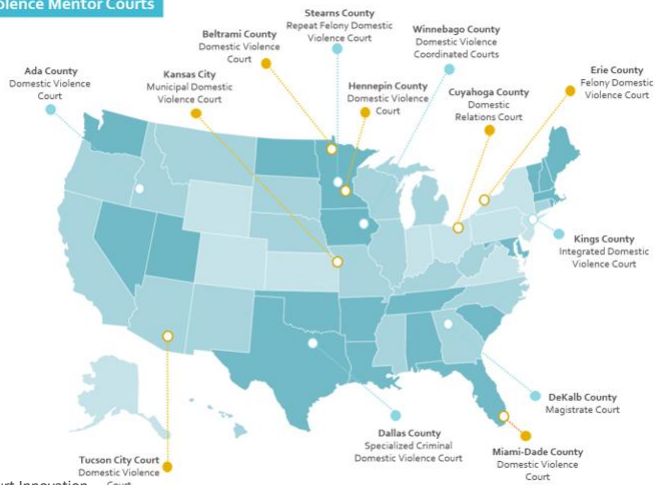 olence Mentor Courts
Stearns County
Repeat Felony Domestic
Violence Court
Beltrami County
Domestic Violence
Court
Winnebago County
Domestic Violence
Coordinated Courts
Ada County
Domestic Violence
Court
Kansas City
Municipal Domestic
Violence Court
Hennepin County
Domestic Violence
Court
Cuyahoga County
Domestic
Relations Court
Erie County
Felony Domestic
Violence Court
Kings County
Integrated Domestic
Violence Court
DeKalb County
Magistrate Court
Dallas County
Specialized Criminal
Domestic Violence Court
Miami-Dade County
Domestic Violence
Court
Tucson City Court
Domestic Violence
Court
urt Innovation